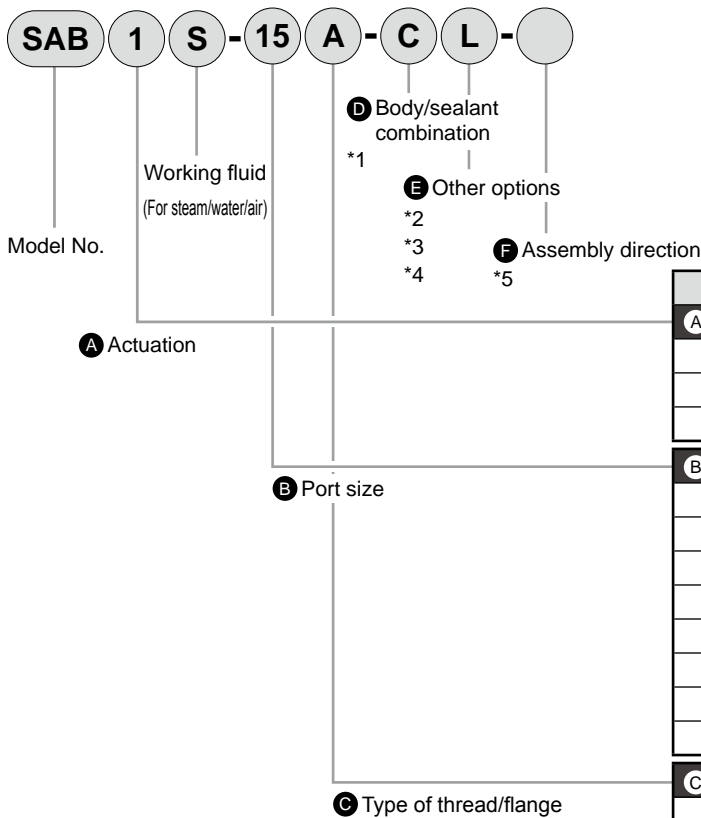 SAB 1 S - 15 A - C L -
D Body/sealant
combination
*1
Working fluid
(For steam/water/air)
E Other options
*2
*3
*4
Model No.
F Assembly direction
*5
A
A Actuation
B
B Port size
C
C Type of thread/flange